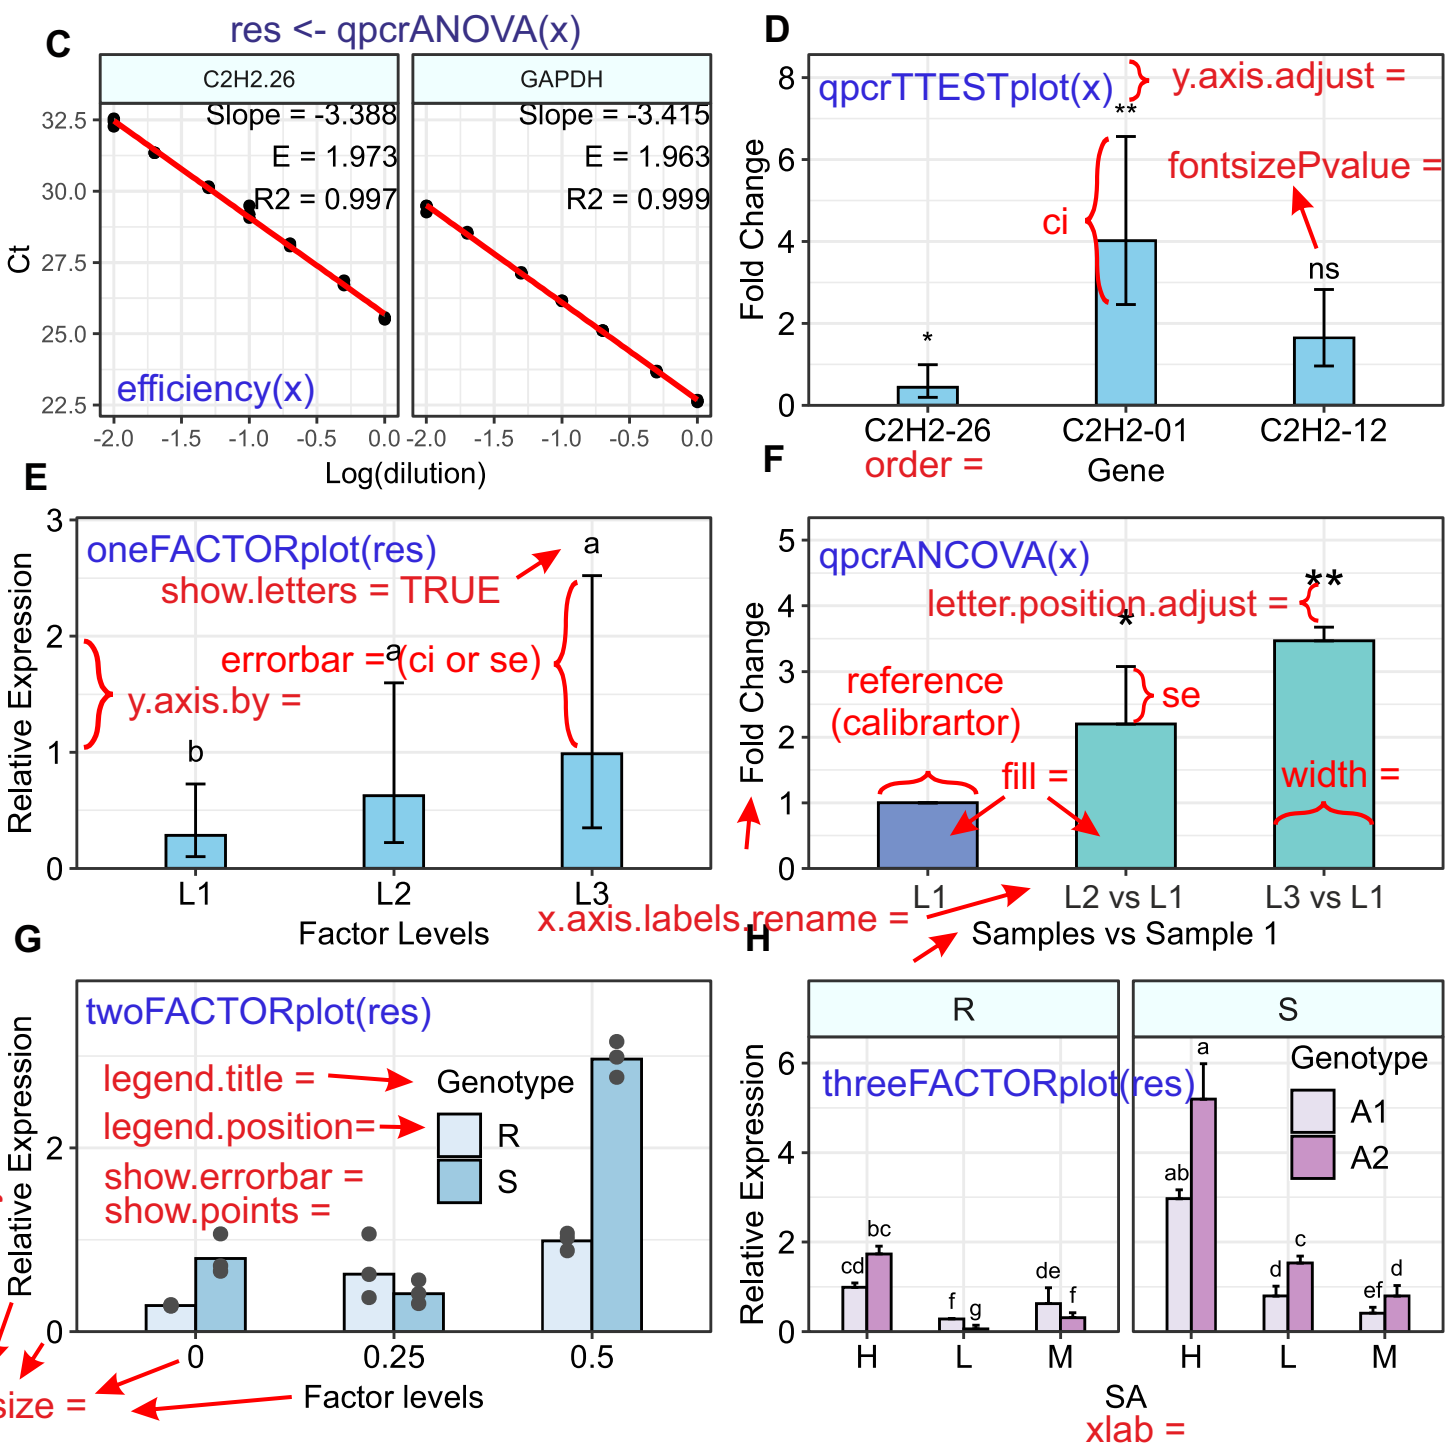 C
res <- qpcrANOVA(x)
C2H2.26
GAPDH
Slope = -3.388
E = 1.973
R2 = 0.997
Slope = -3.415
E = 1.963
R2 = 0.999
32.5
30.0
27.5
25.0
22.5
Ct
efficiency(x)
-2.0 -1.5 -1.0 -0.5 0.0 -2.0 -1.5 -1.0 -0.5 0.0
Log(dilution)
D
qpcrTTESTplot(x)
y.axis.adjust =
**
fontsizePvalue =
ci
ns
*
8
6
4
2
0
Fold Change
C2H2-26 C2H2-01 C2H2-12
order =
Gene
E
oneFACTORplot(res)
show.letters = TRUE
a
errorbar = (ci or se)
a
y.axis.by =
b
3
2
1
0
Relative Expression
L1 L2 L3
Factor Levels
F
qpcrANCOVA(x)
**
letter.position.adjust =
*
reference
(calibrartor)
se
fill =
width =
5
4
3
2
1
0
Fold Change
L1 L2 vs L1 L3 vs L1
x.axis.labels.rename =
Samples vs Sample 1
G
twoFACTORplot(res)
legend.title =
Genotype
legend.position=
R
S
show.errorbar =
show.points =
2
0
Relative Expression
0 0.25 0.5
size =
Factor levels
H
R
S
threeFACTORplot(res)
Genotype
A1
A2
a
ab
bc
cd
f
g
de
f
d
c
ef
d
6
4
2
0
Relative Expression
H L M H L M
SA
xlab =